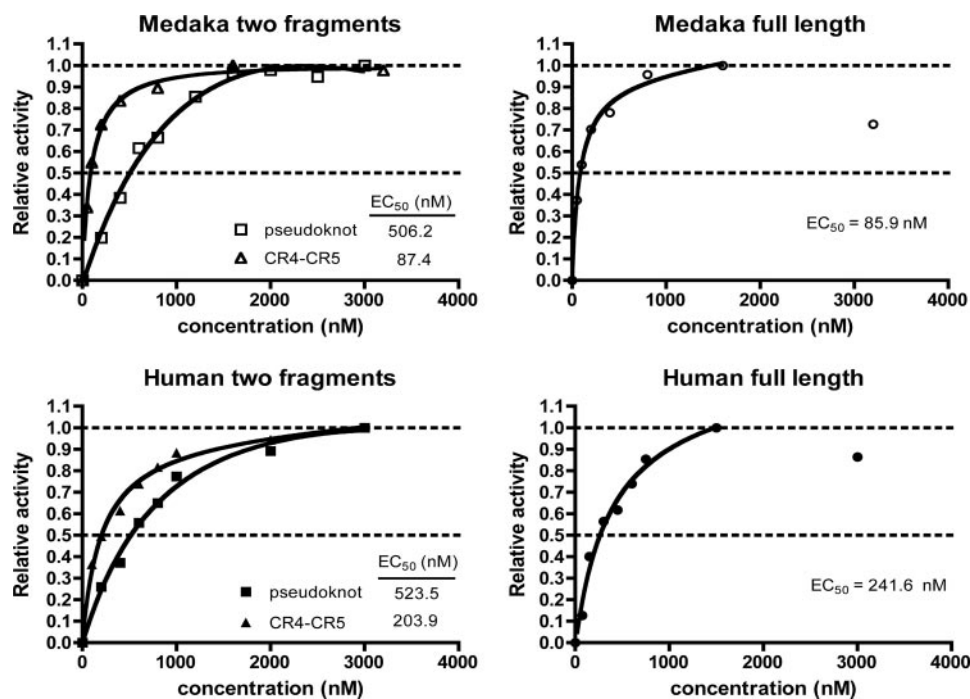 Medaka two fragments
Relative activity
1.1
1.0
0.9
0.8
0.7
0.6
0.5
0.4
0.3
0.2
0.1
0.0
EC50 (nM)
pseudoknot 506.2
CR4-CR5 87.4
0 1000 2000 3000 4000
concentration (nM)
Medaka full length
Relative activity
1.1
1.0
0.9
0.8
0.7
0.6
0.5
0.4
0.3
0.2
0.1
0.0
EC50 = 85.9 nM
0 1000 2000 3000 4000
concentration (nM)
Human two fragments
Relative activity
1.1
1.0
0.9
0.8
0.7
0.6
0.5
0.4
0.3
0.2
0.1
0.0
EC50 (nM)
pseudoknot 523.5
CR4-CR5 203.9
0 1000 2000 3000 4000
concentration (nM)
Human full length
Relative activity
1.1
1.0
0.9
0.8
0.7
0.6
0.5
0.4
0.3
0.2
0.1
0.0
EC50 = 241.6 nM
0 1000 2000 3000 4000
concentration (nM)